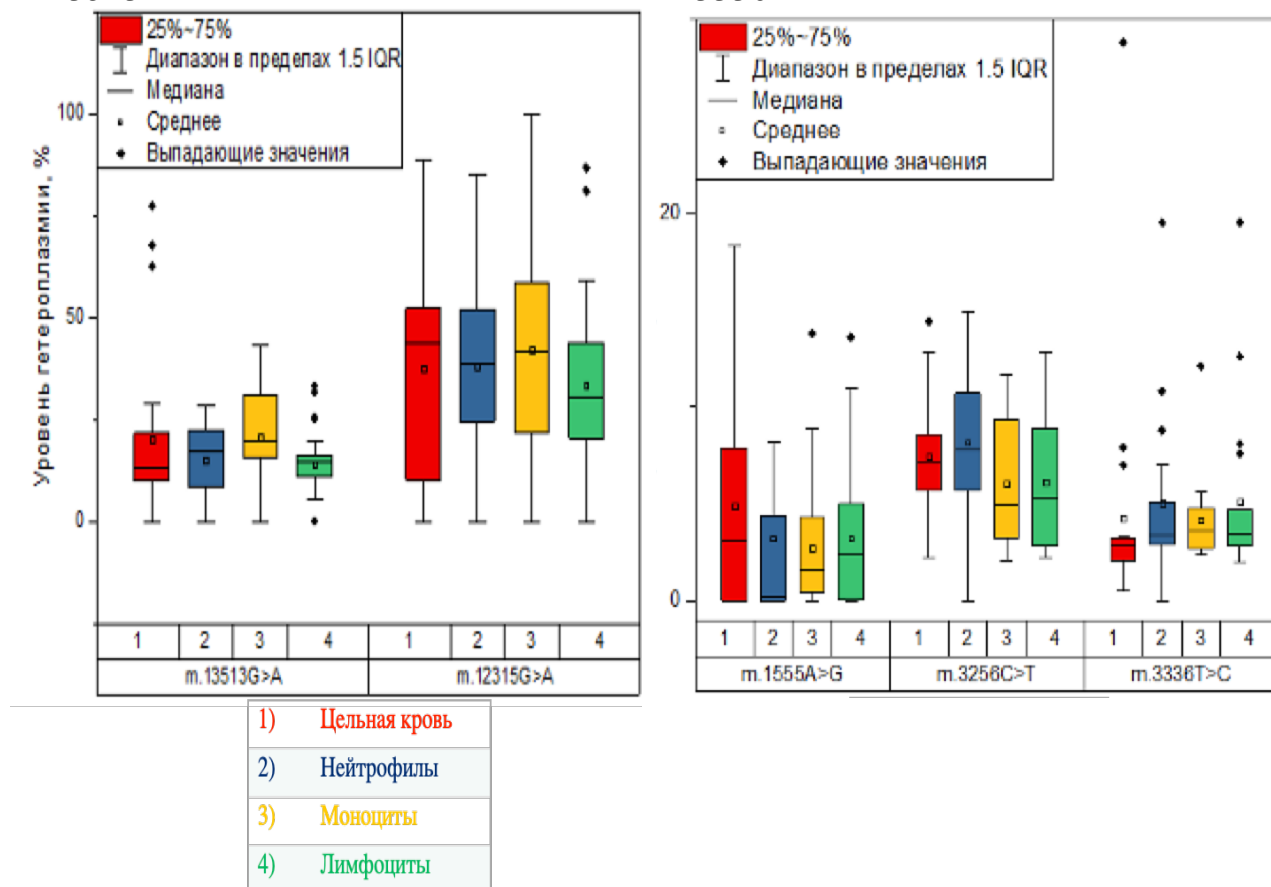 25%~75%
Диапазон в пределах 1.5 IQR
Медиана
Среднее
Выпадающие значения
Уровень гетероплазмии, %
100
50
0
1 2 3 4 1 2 3 4
m.13513G>A m.12315G>A
25%~75%
Диапазон в пределах 1.5 IQR
Медиана
Среднее
Выпадающие значения
20
0
1 2 3 4 1 2 3 4 1 2 3 4
m.1555A>G m.3256C>T m.3336T>C
1) Цельная кровь
2) Нейтрофилы
3) Моноциты
4) Лимфоциты